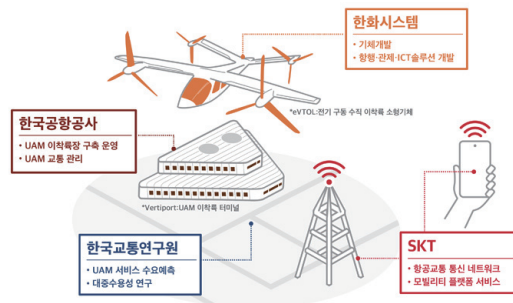 한화시스템
• 기체개발
• 항행·관제·ICT솔루션 개발
*eVTOL:전기 구동 수직 이착륙 소형기체
한국공항공사
• UAM 이착륙장 구축 운영
• UAM 교통 관리
*Vertiport:UAM 이착륙 터미널
한국교통연구원
• UAM 서비스 수요예측
• 대중수용성 연구
SKT
• 항공교통 통신 네트워크
• 모빌리티 플랫폼 서비스